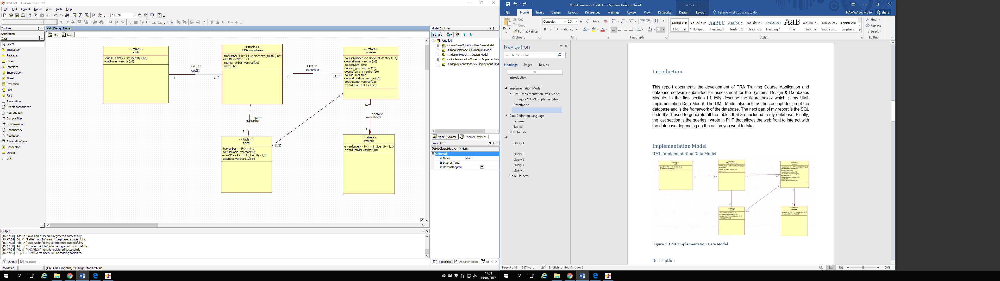 StarUML - TRA member.uml
File Edit Format Model View Tools Help
100%
Toolbox
Annotation
Class
Select
Subsystem
Package
Class
Interface
Enumeration
Signal
Exception
Port
Part
Association
DirectedAssociation
Aggregation
Composition
Generalization
Dependency
Realization
AssociationClass
Connector
Object
Link
Main (Design Model)
Main Main
<<table>>
club
-clubID <<PK>>: int identity (1,1)
-clubName: varchar(10)
<<FK>>
clubID
1
1..*
<<table>>
TRA members
-traNumber <<PK>>: int identity (1000,1) not
-clubID <<FK>>: int
-courseMember: varchar(10)
-coach: bit
<<FK>>
traNumber
1
1..*
<<table>>
course
-courseNumber <<PK>>: int identity (1,1)
-courseName: varchar(10)
-courseDate: date
-courseType: varchar(10)
-courseTerrain: varchar(10)
-courseTime: time
-courseLocation: varchar(15)
-coachName: varchar(15)
-awardLevel <<FK>>: int
1..*
<<FK>>
awardLevel
1
<<FK>>
traNumber
1..*
<<table>>
enrol
-traNumber <<FK>>: int
-courseName: varchar(10)
-enrolID <<PK>>: int identity (1,1)
-attended varchar(10): bit
1..20
<<table>>
awards
-awardLevel <<PK>>: int identity (1,1)
-awardDetails: varchar(10)
Model Explorer
Untitled
<<useCaseModel>> Use Case Model
<<analysisModel>> Analysis Model
<<designModel>> Design Model
<<implementationModel>> Implementatio
<<deploymentModel>> Deployment Mode
Model Explorer Diagram Explorer
Properties
(UMLClassDiagram) Main
General
Name Main
DiagramType
DefaultDiagram
Properties Documentation At
Output
[16:47:08] Add-In "Java AddIn" menu is registered successfully.
[16:47:08] Add-In "Pattern AddIn" menu is registered successfully.
[16:47:08] Add-In "Rose AddIn" menu is registered successfully.
[16:47:08] Add-In "Standard AddIn" menu is registered successfully.
[16:47:08] Add-In "XMI AddIn" menu is registered successfully.
[16:47:15] U:\09-01-17\TRA member.uml File reading complete.
Output Message
Modified (UMLClassDiagram) ::Design Model::Main
17:08
15/01/2017
MusaHamwala - Q5047119 - Systems Design - Word
Table Tools
File Home Insert Design Layout References Mailings Review View RefWorks Design Layout Tell me what you want to do...
HAMWALA, MUSA Share
Paste
Cut
Copy
Format Painter
Clipboard
Consolas 9.5
Font
Paragraph
AaBbCcDc AaBbCcDc AaBbC AaBbCcI AaBbCcI AaBbCcD AaB AaBbCcD AaBbCcDt AaBbCcDt
¶ Normal ¶ No Spac... Heading 1 Heading 2 Heading 3 Heading 4 Title Subtitle Subtle Em... Emphasis
Styles
Find
Replace
Select
Editing
Navigation
Search document
Headings Pages Results
Introduction
Implementation Model
UML Implementation Data Model
Figure 1. UML Implementatio...
Description
Data Definition Language
Schema
Tables
SQL Queries
Query 1
Query 2
Query 3
Query 4
Query 5
Code Harness
Introduction
This report documents the development of TRA Training Course Application and
database software submitted for assessment for the Systems Design & Databases
Module. In the first section I briefly describe the figure below which is my UML
Implementation Data Model. The UML Model also acts as the concept design of the
database and is the framework of the database. The next part of my report is the SQL
code that I used to generate all the tables that are included in my database. Finally,
the last section is the queries I wrote in PHP that allows the web front to interact with
the database depending on the action you want to take.
Implementation Model
UML Implementation Data Model
Figure 1. UML Implementation Data Model
Description
Page 3 of 8 587 words English (United Kingdom)
100%